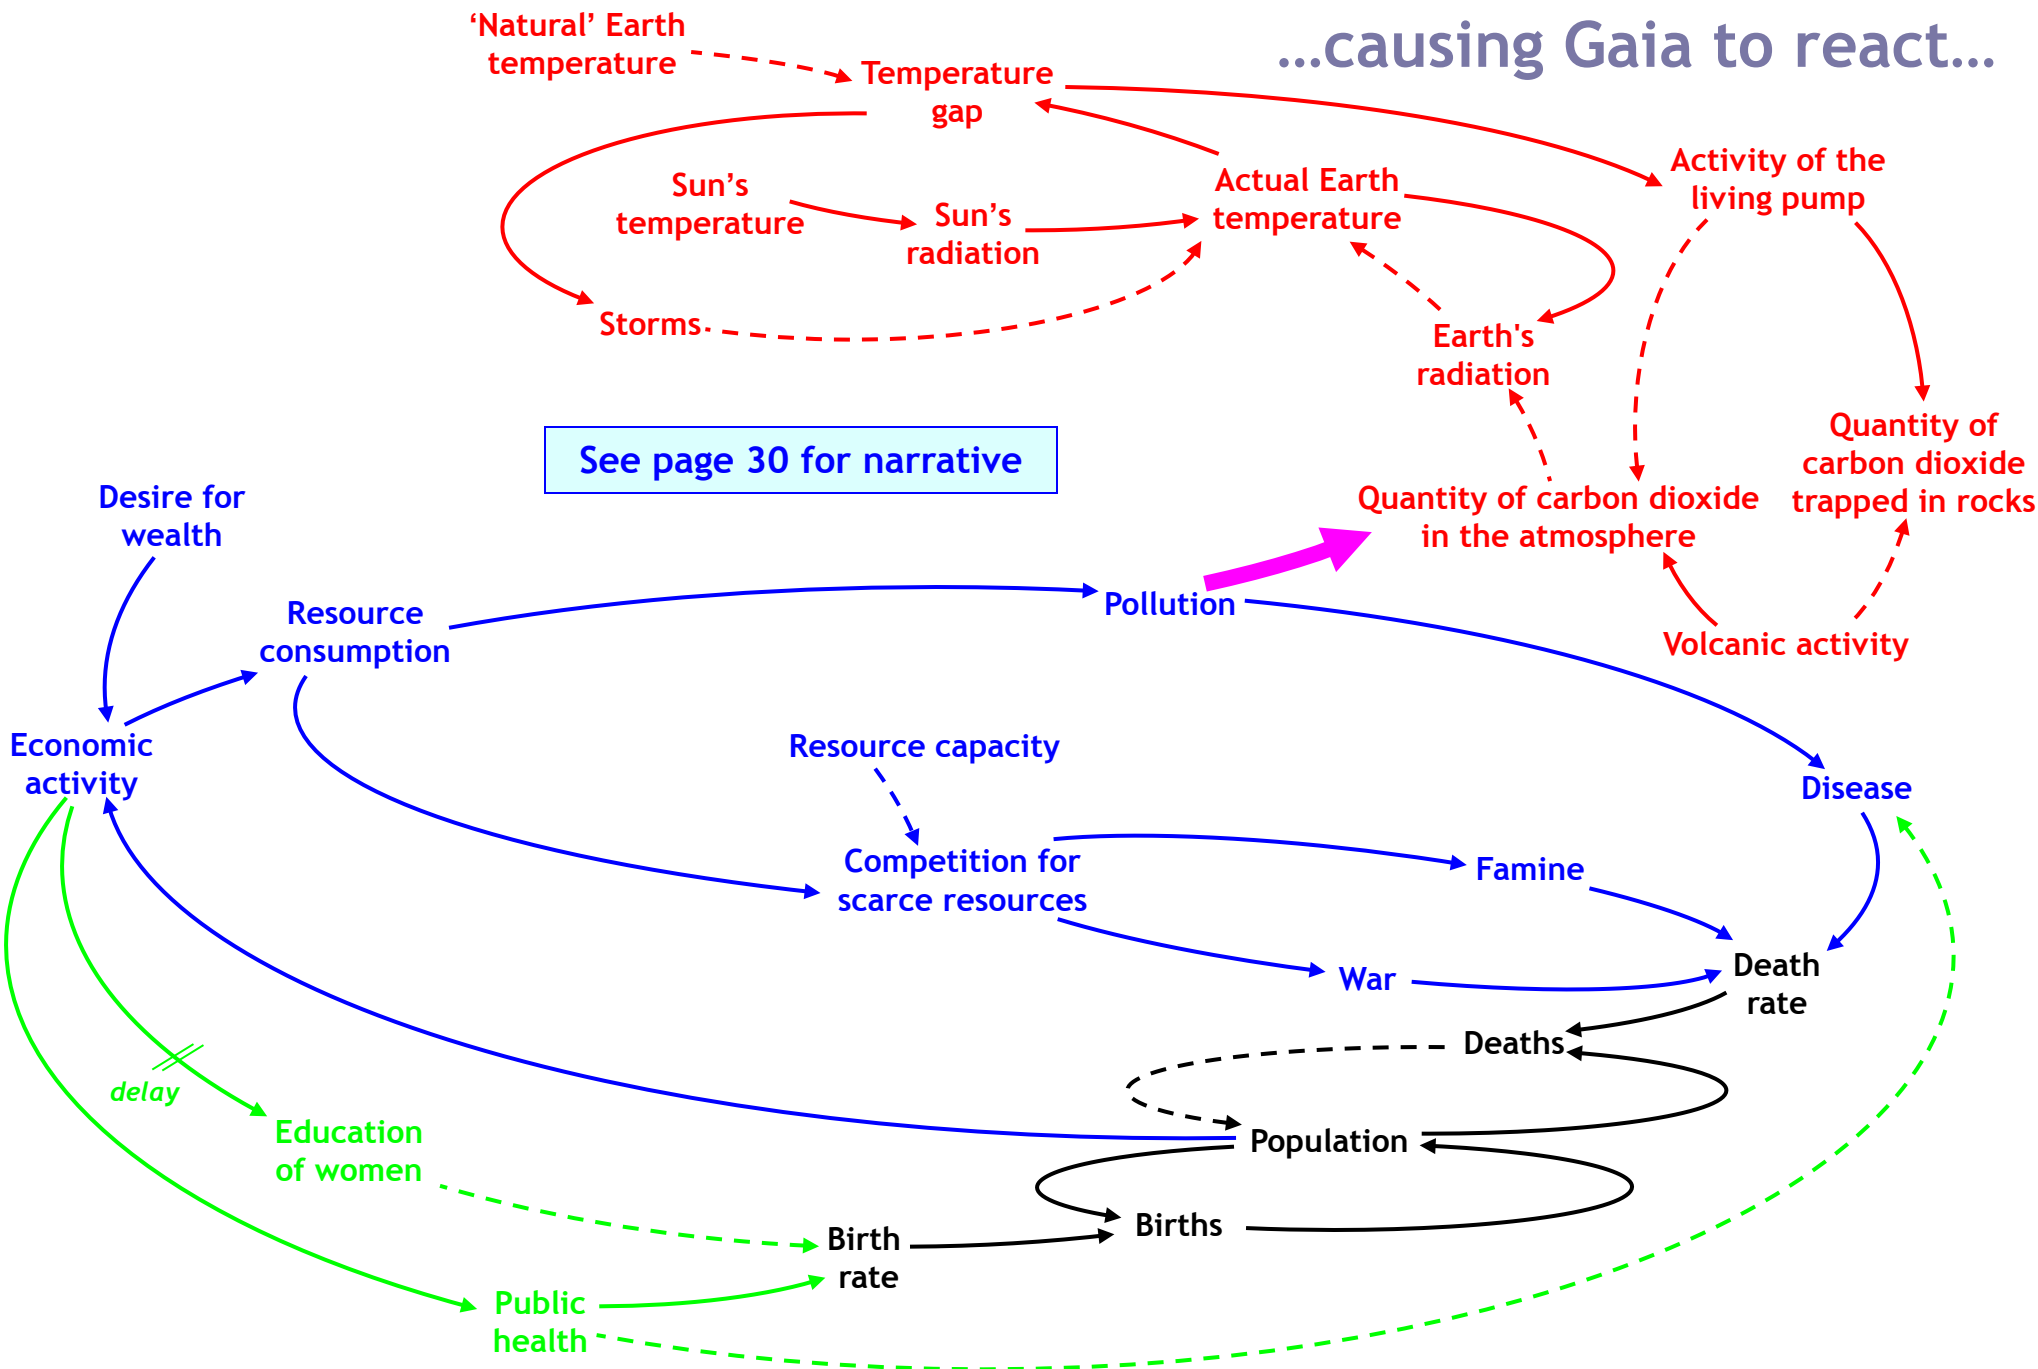 …causing Gaia to react…
‘Natural’ Earth
temperature
Temperature
gap
Activity of the
living pump
Sun’s
temperature
Sun’s
radiation
Actual Earth
temperature
Storms
Earth's
radiation
Quantity of
carbon dioxide
trapped in rocks
See page 30 for narrative
Quantity of carbon dioxide
in the atmosphere
Desire for
wealth
Resource
consumption
Pollution
Volcanic activity
Economic
activity
Resource capacity
Disease
Competition for
scarce resources
Famine
War
Death
rate
Deaths
delay
Education
of women
Population
Births
Birth
rate
Public
health